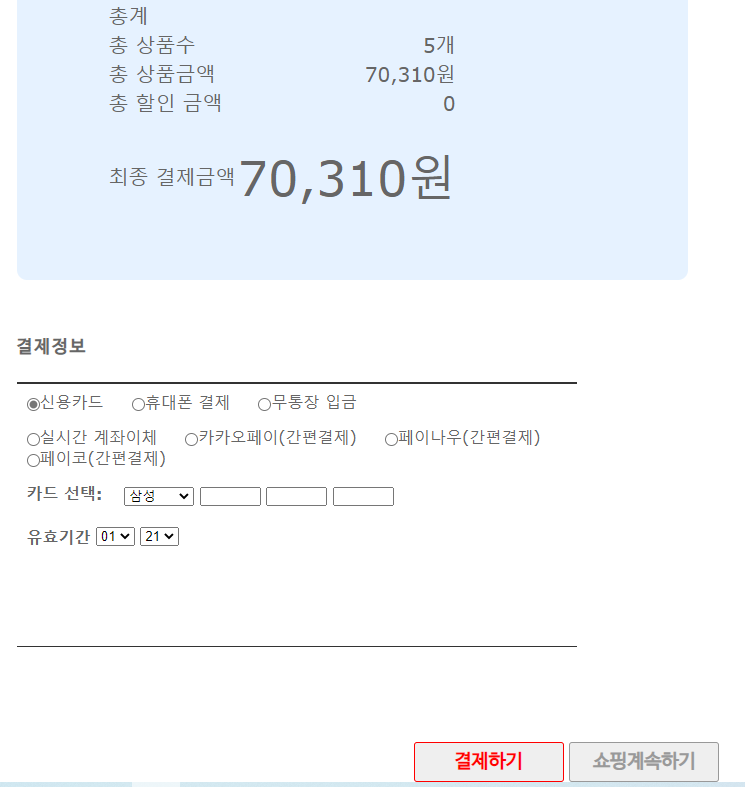 총계
총 상품수 5개
총 상품금액 70,310원
총 할인 금액 0
최종 결제금액 70,310원
결제정보
신용카드 휴대폰 결제 무통장 입금
실시간 계좌이체 카카오페이(간편결제) 페이나우(간편결제)
페이코(간편결제)
카드 선택: 삼성
유효기간 01 21
결제하기 쇼핑계속하기